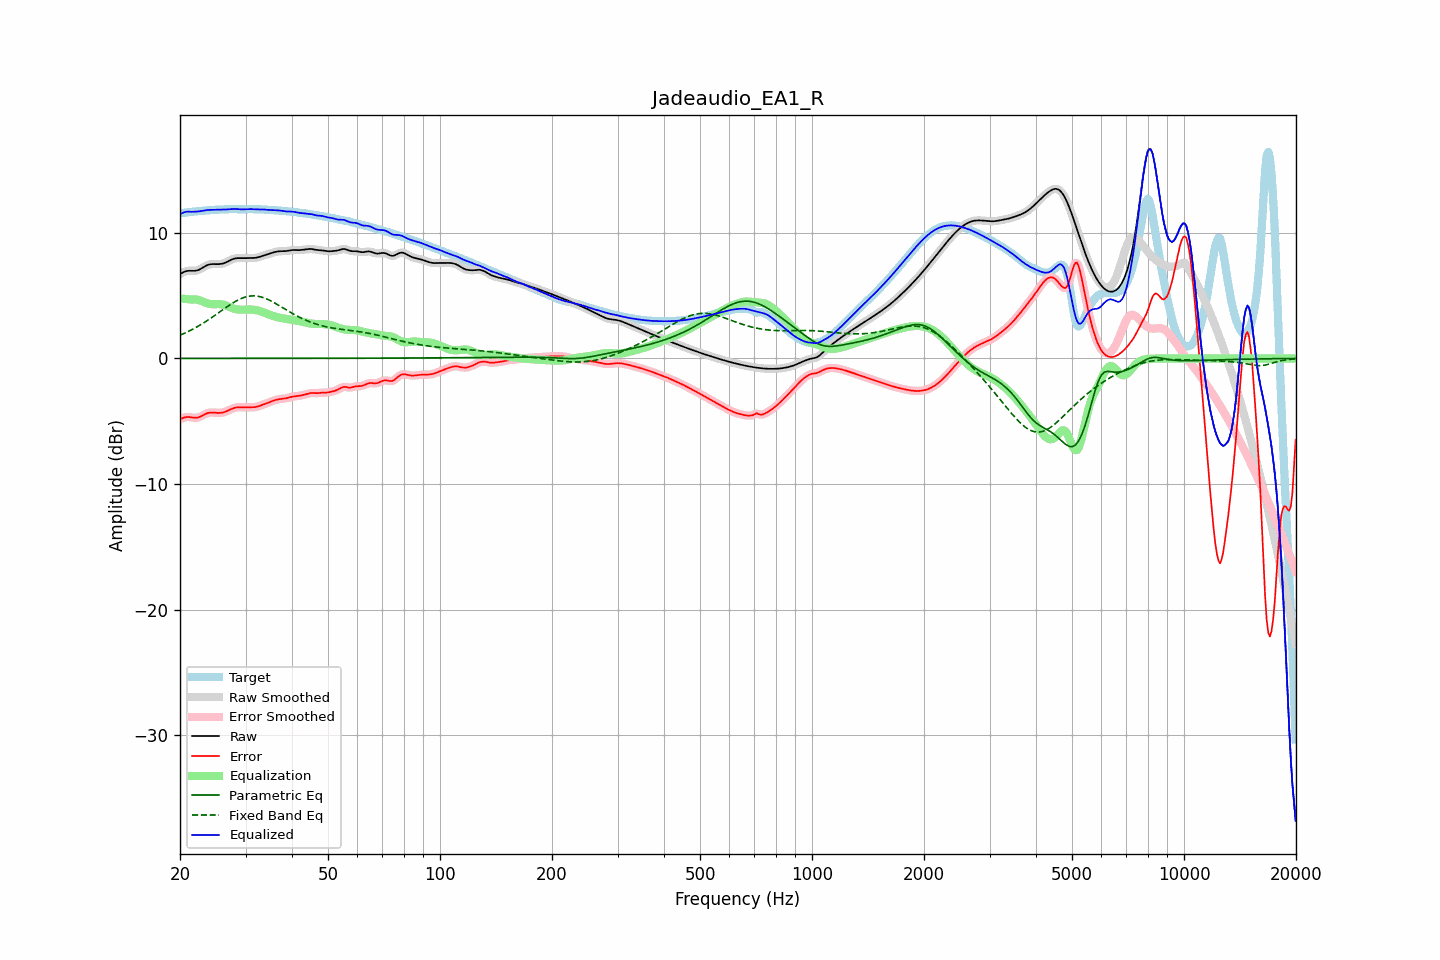 Jadeaudio_EA1_R
Amplitude (dBr)
10
0
−10
−20
−30
Target
Raw Smoothed
Error Smoothed
Raw
Error
Equalization
Parametric Eq
Fixed Band Eq
Equalized
20 50 100 200 500 1000 2000 5000 10000 20000
Frequency (Hz)